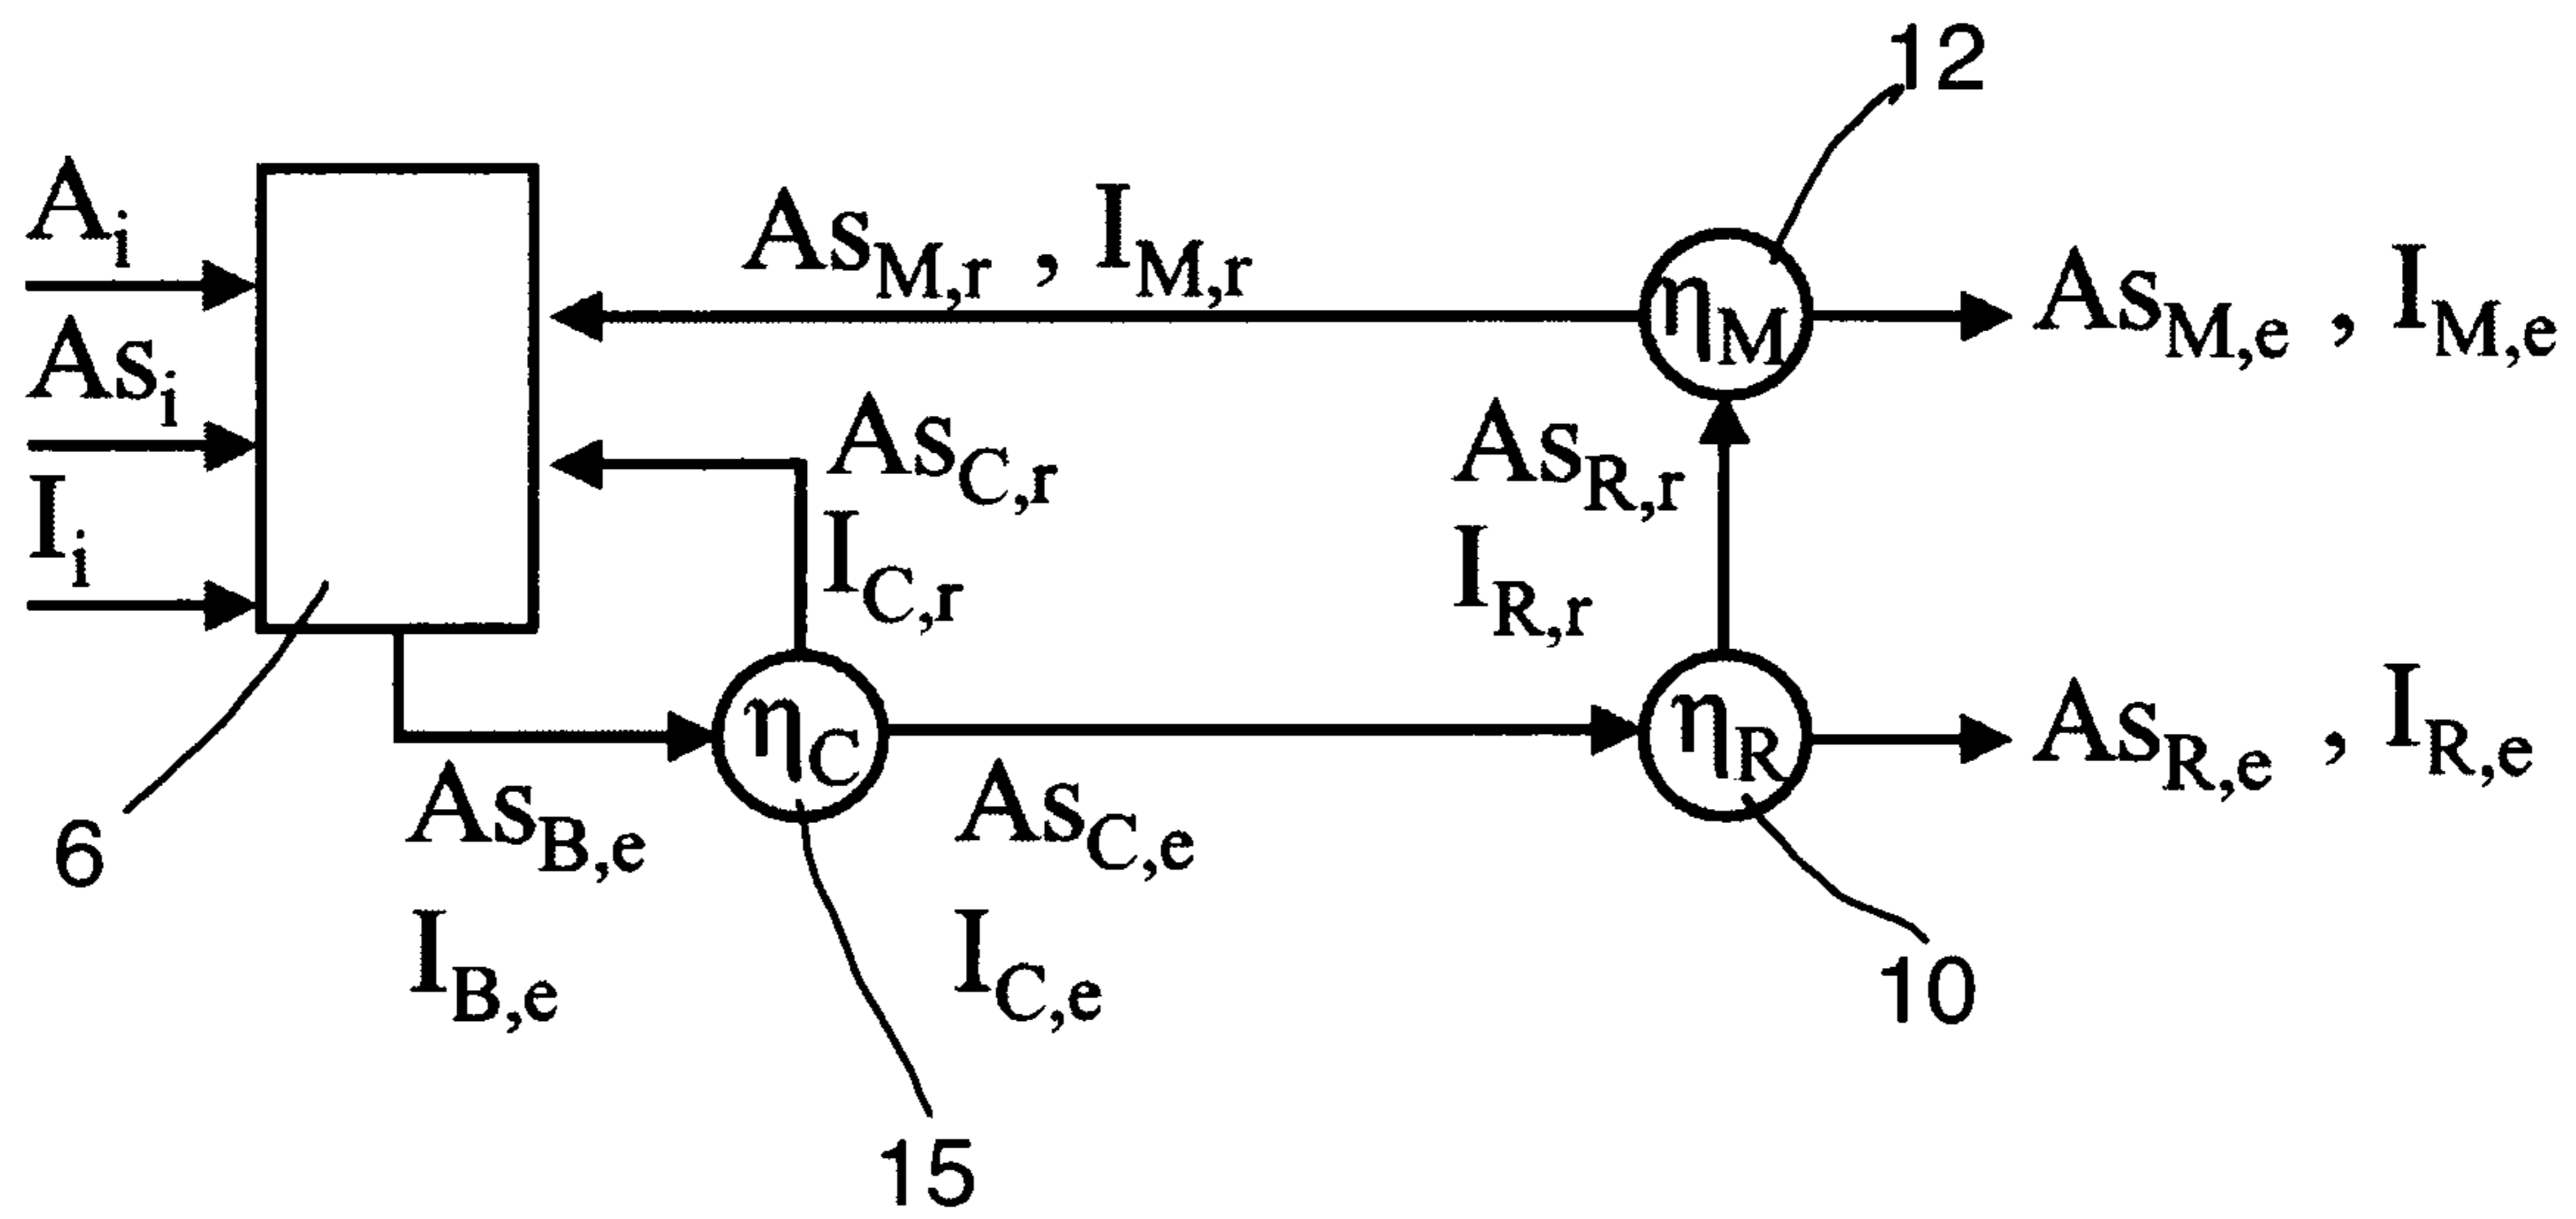 12
A_i
As_i
I_i
As_{M,r} , I_{M,r}
η_M
As_{M,e} , I_{M,e}
As_{C,r}
I_{C,r}
As_{R,r}
I_{R,r}
η_C
η_R
As_{R,e} , I_{R,e}
6
As_{B,e}
I_{B,e}
As_{C,e}
I_{C,e}
10
15